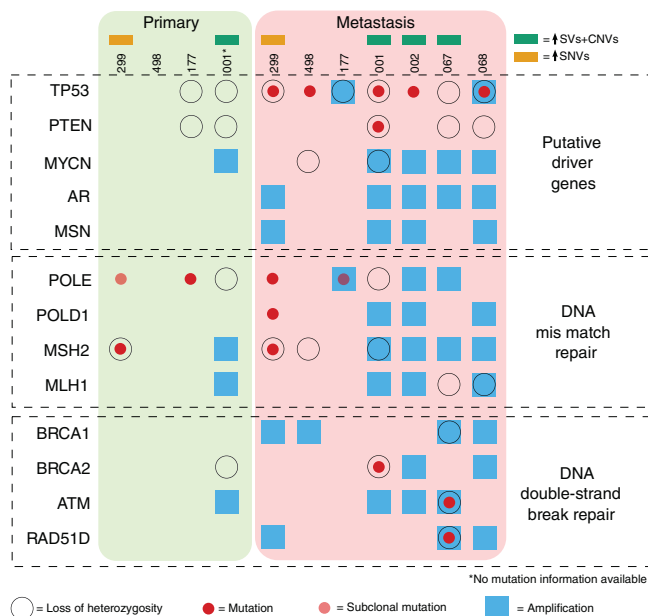 Primary
Metastasis
= ↑SVs+CNVs
= ↑SNVs
299 498 177 001* 299 498 177 001 002 067 068
TP53
PTEN
MYCN
AR
MSN
Putative
driver
genes
POLE
POLD1
MSH2
MLH1
DNA
mis match
repair
BRCA1
BRCA2
ATM
RAD51D
DNA
double-strand
break repair
*No mutation information available
= Loss of heterozygosity
= Mutation
= Subclonal mutation
= Amplification